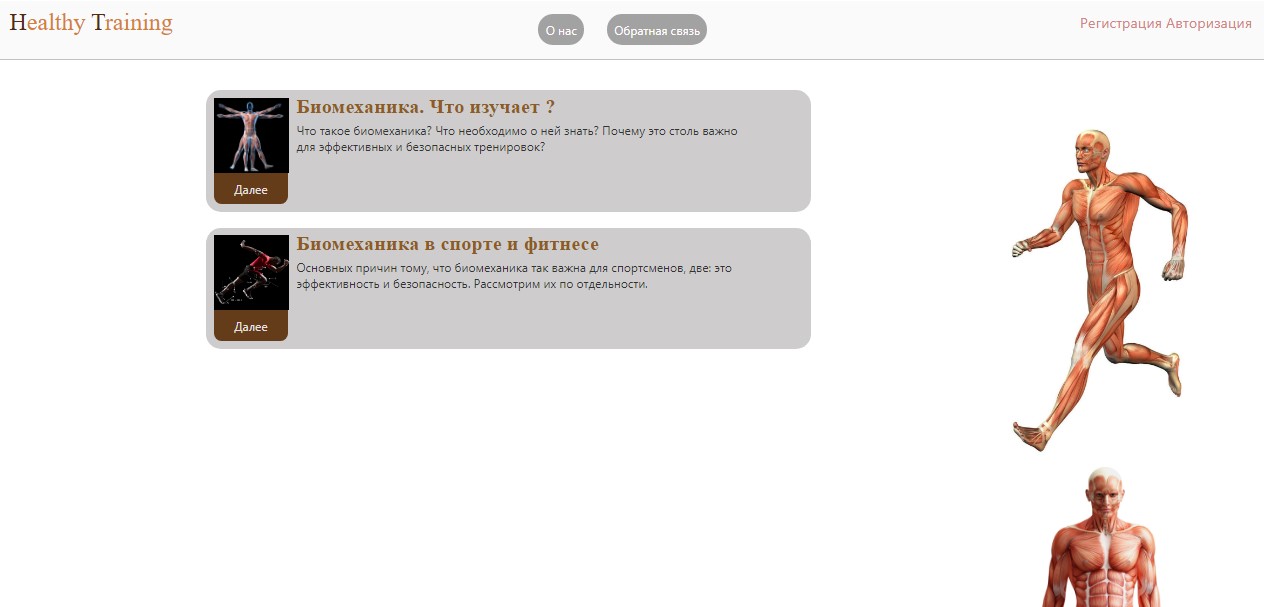 Healthy Training
О нас
Обратная связь
Регистрация Авторизация
Биомеханика. Что изучает ?
Что такое биомеханика? Что необходимо о ней знать? Почему это столь важно
для эффективных и безопасных тренировок?
Далее
Биомеханика в спорте и фитнесе
Основных причин тому, что биомеханика так важна для спортсменов, две: это
эффективность и безопасность. Рассмотрим их по отдельности.
Далее